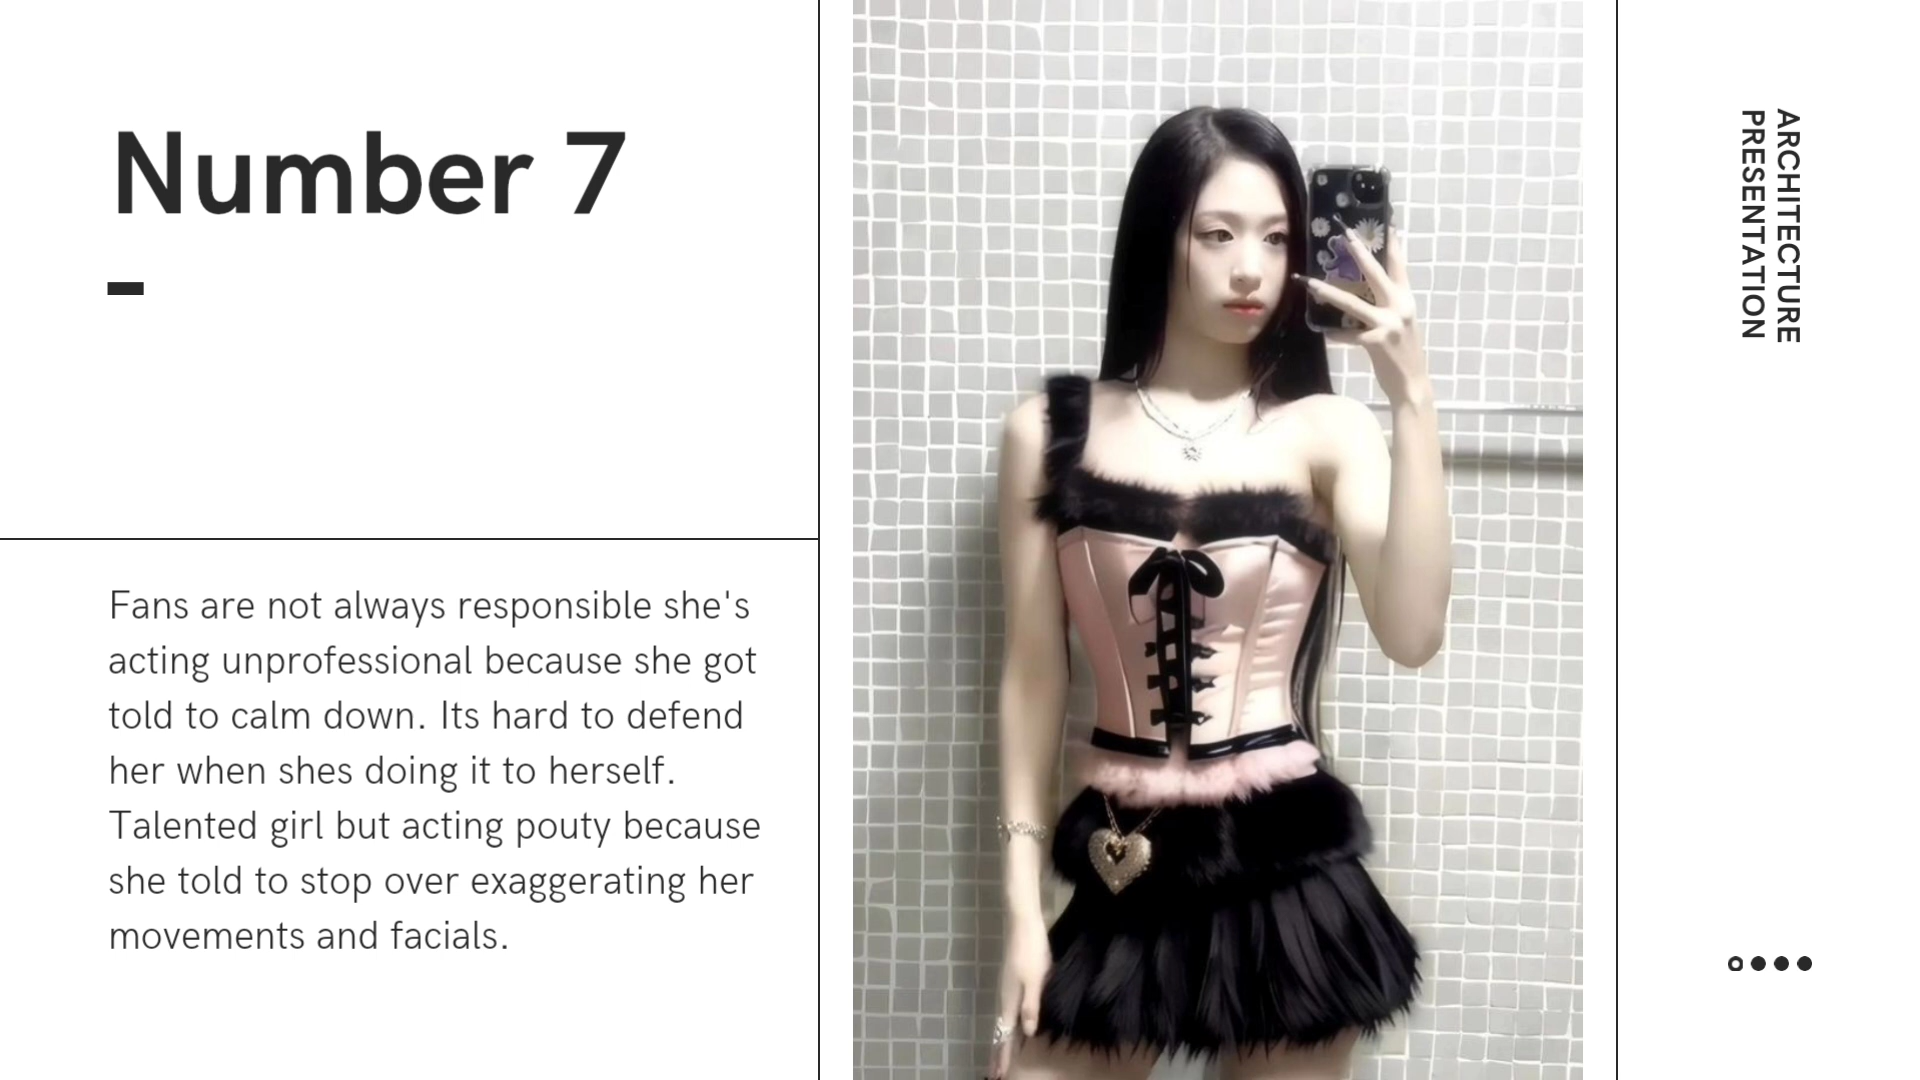 Number 7
Fans are not always responsible she's
acting unprofessional because she got
told to calm down. Its hard to defend
her when shes doing it to herself.
Talented girl but acting pouty because
she told to stop over exaggerating her
movements and facials.
ARCHITECTURE
PRESENTATION